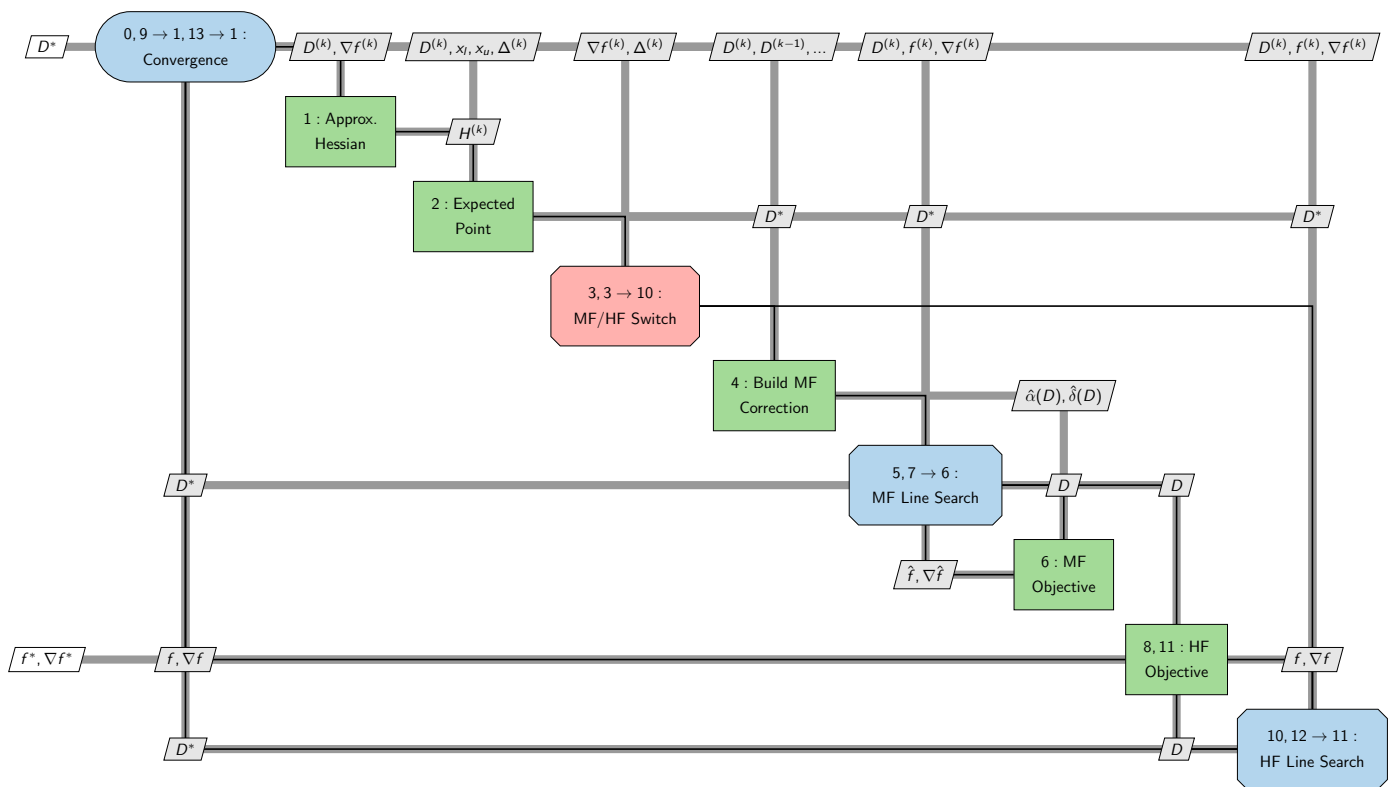 D*
0, 9 → 1, 13 → 1 :
Convergence
D^(k), ∇f^(k)
D^(k), x_l, x_u, Δ^(k)
∇f^(k), Δ^(k)
D^(k), D^(k−1), ...
D^(k), f^(k), ∇f^(k)
D^(k), f^(k), ∇f^(k)
1 : Approx.
Hessian
H^(k)
2 : Expected
Point
D*
D*
D*
3, 3 → 10 :
MF/HF Switch
4 : Build MF
Correction
α̂(D), δ̂(D)
D*
5, 7 → 6 :
MF Line Search
D
D
f̂, ∇f̂
6 : MF
Objective
f*, ∇f*
f, ∇f
8, 11 : HF
Objective
f, ∇f
D*
D
10, 12 → 11 :
HF Line Search